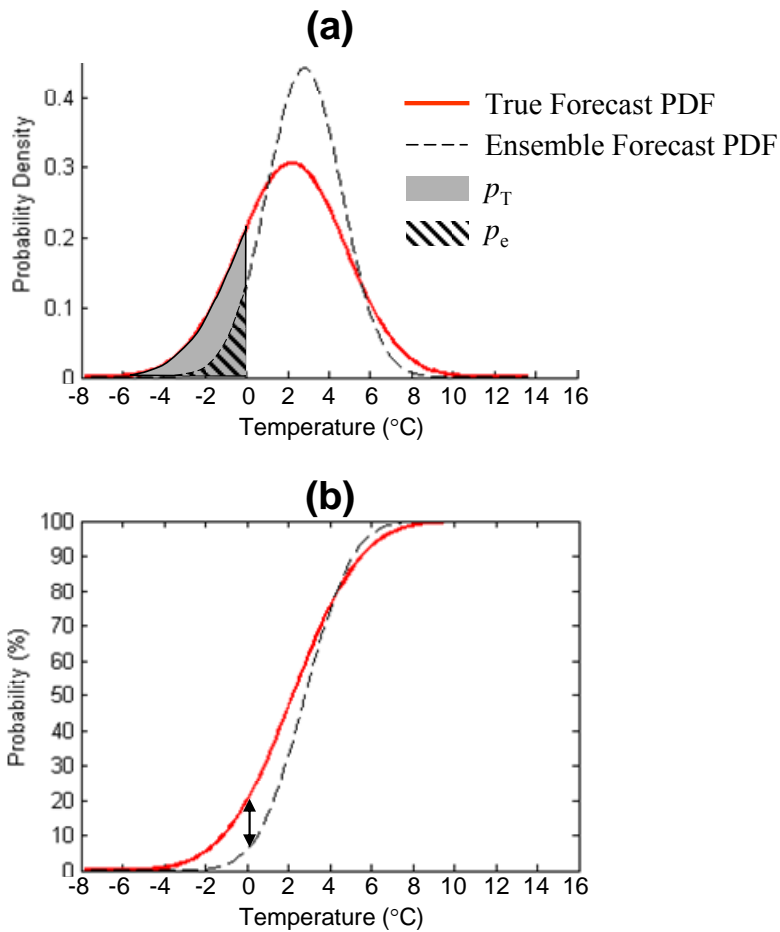 (a)
Probability Density
0.4
0.3
0.2
0.1
0
-8 -6 -4 -2 0 2 4 6 8 10 12 14 16
Temperature (°C)
True Forecast PDF
Ensemble Forecast PDF
pT
pe
(b)
Probability (%)
100
90
80
70
60
50
40
30
20
10
0
-8 -6 -4 -2 0 2 4 6 8 10 12 14 16
Temperature (°C)